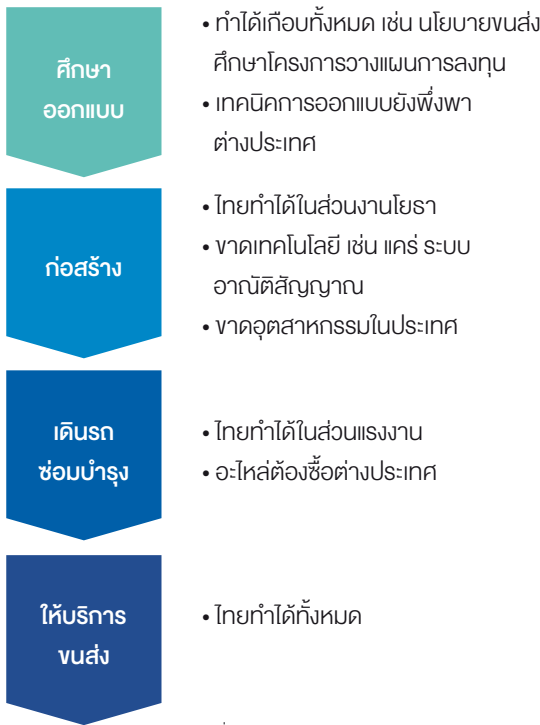 ศึกษา
ออกแบบ
• ทำได้เกือบทั้งหมด เช่น นโยบายขนส่ง
ศึกษาโครงการวางแผนการลงทุน
• เทคนิคการออกแบบยังพึ่งพา
ต่างประเทศ
ก่อสร้าง
• ไทยทำได้ในส่วนงานโยธา
• ขาดเทคโนโลยี เช่น แคร่ ระบบ
อาณัติสัญญาณ
• ขาดอุตสาหกรรมในประเทศ
เดินรถ
ซ่อมบำรุง
• ไทยทำได้ในส่วนแรงงาน
• อะไหล่ต้องซื้อต่างประเทศ
ให้บริการ
ขนส่ง
• ไทยทำได้ทั้งหมด